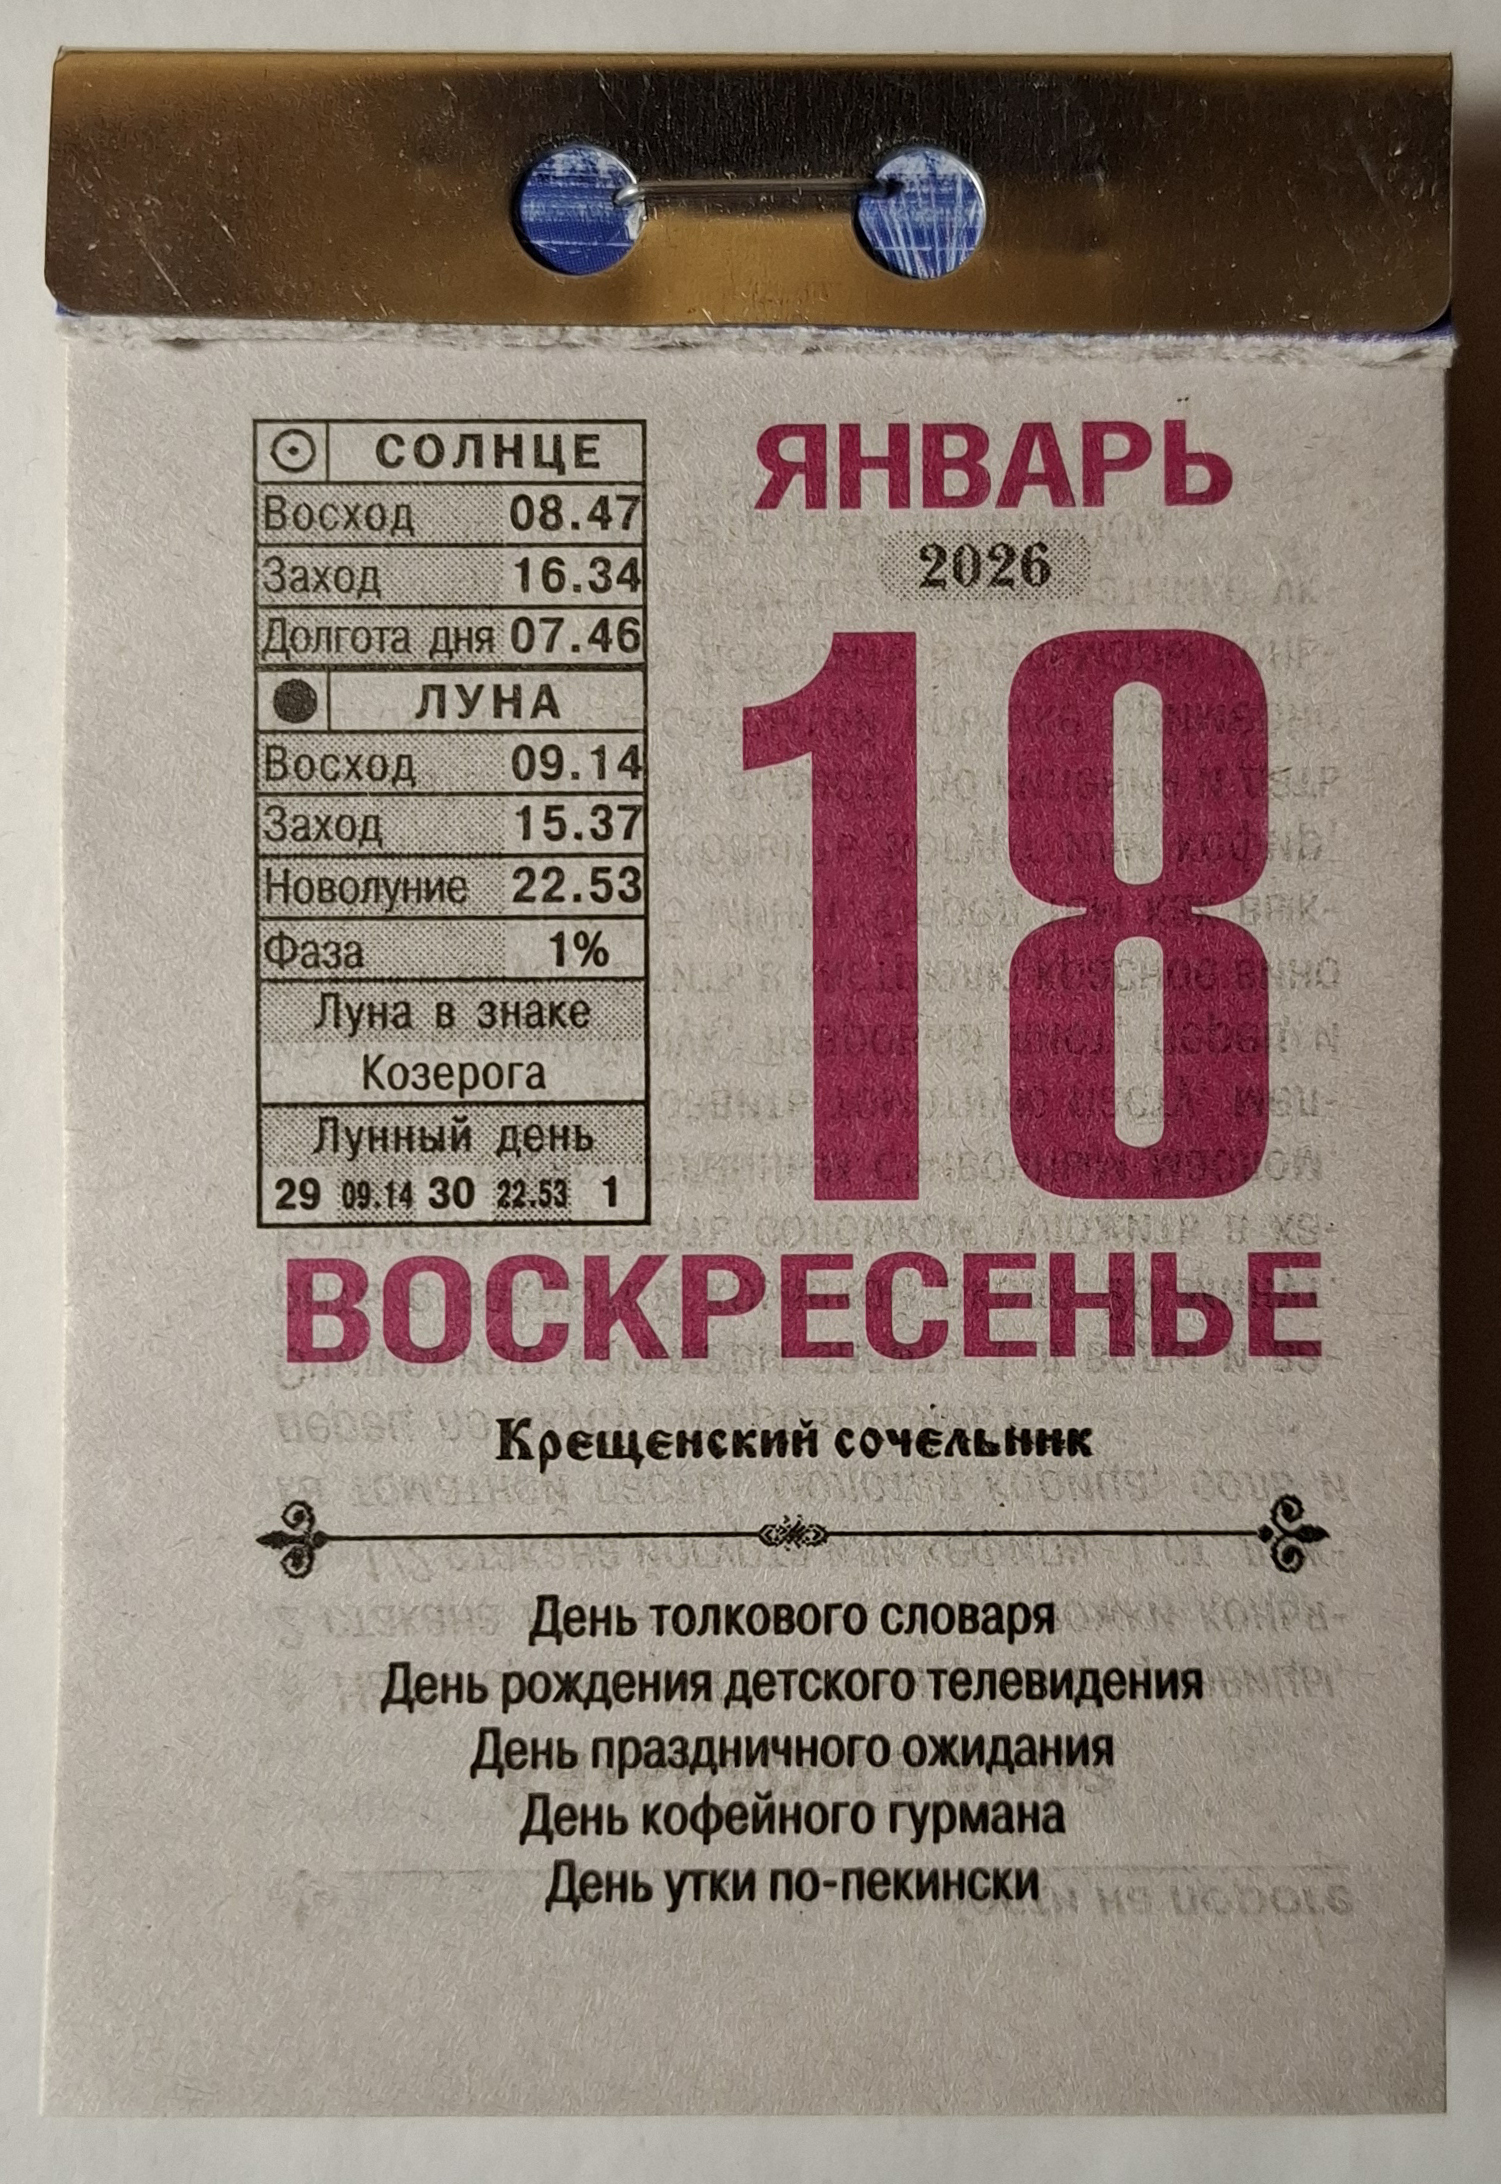 СОЛНЦЕ
Восход 08.47
Заход 16.34
Долгота дня 07.46
ЛУНА
Восход 09.14
Заход 15.37
Новолуние 22.53
Фаза 1%
Луна в знаке
Козерога
Лунный день
29 09.14 30 22.53 1
ЯНВАРЬ
2026
18
ВОСКРЕСЕНЬЕ
Крещенский сочельник
День толкового словаря
День рождения детского телевидения
День праздничного ожидания
День кофейного гурмана
День утки по-пекински